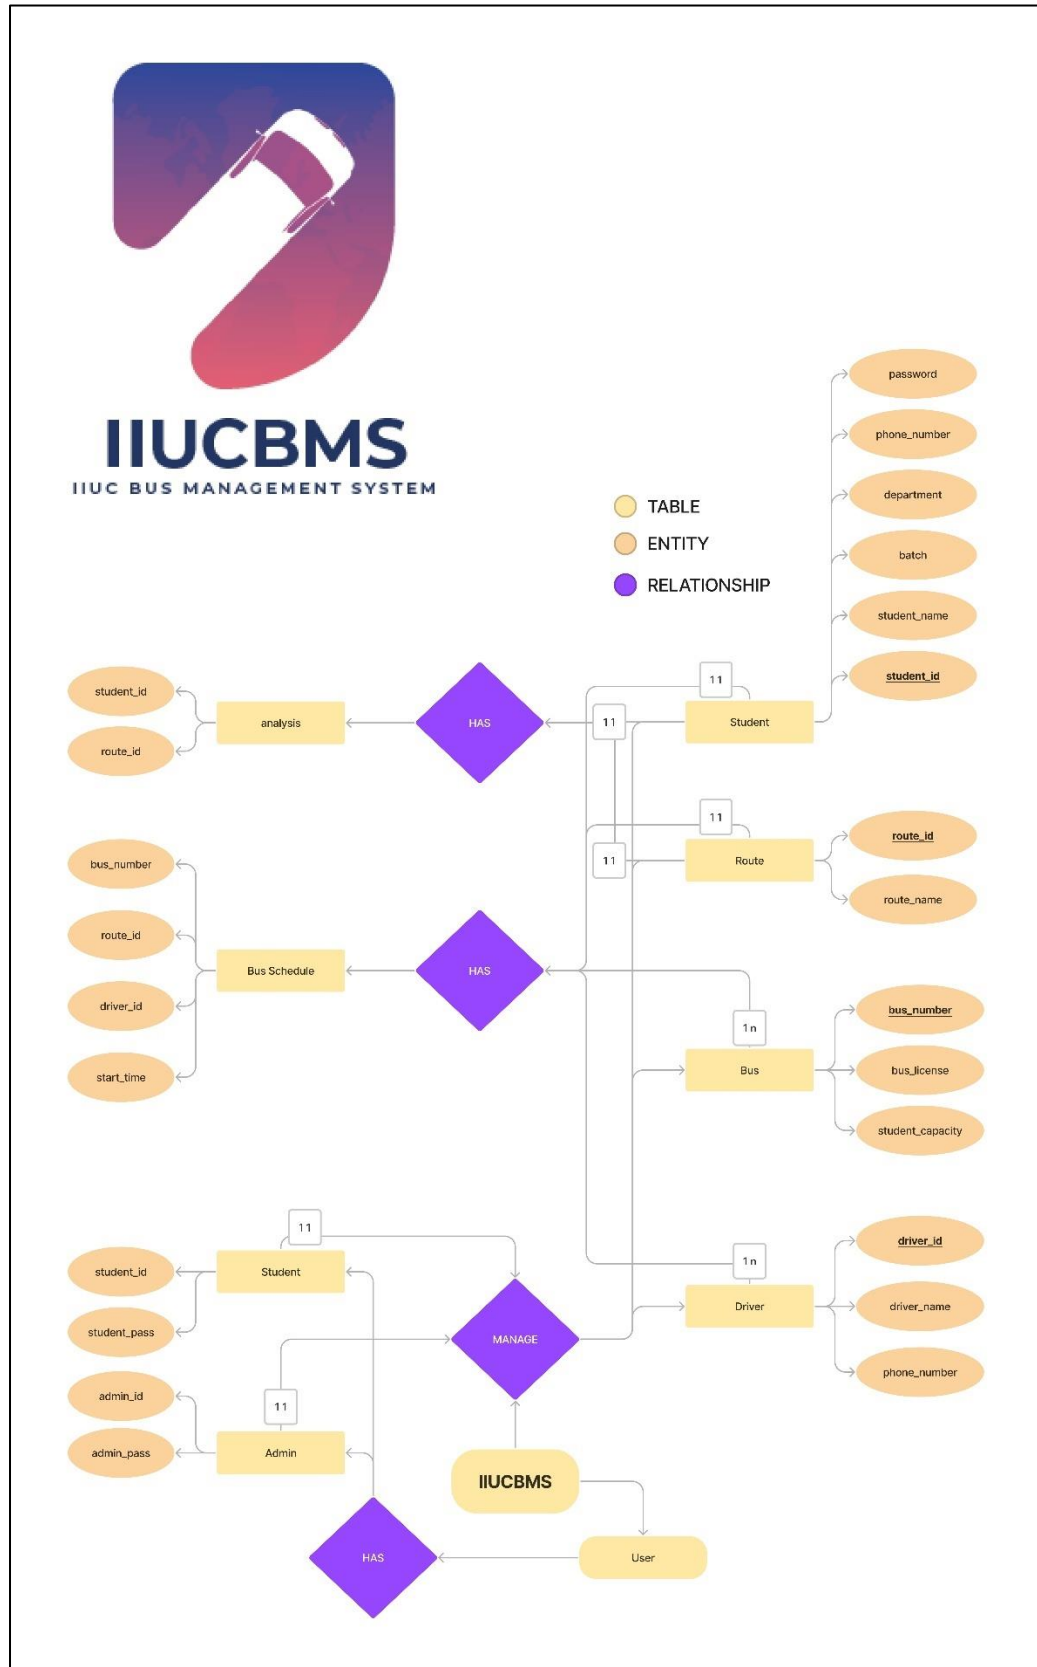 IIUCBMS
IIUC BUS MANAGEMENT SYSTEM
TABLE
ENTITY
RELATIONSHIP
password
phone_number
department
batch
student_name
student_id
11
Student
11
HAS
analysis
student_id
route_id
11
Route
11
route_id
route_name
bus_number
route_id
driver_id
start_time
Bus Schedule
HAS
1n
Bus
bus_number
bus_license
student_capacity
11
Student
student_id
student_pass
MANAGE
1n
Driver
driver_id
driver_name
phone_number
admin_id
admin_pass
11
Admin
IIUCBMS
HAS
User